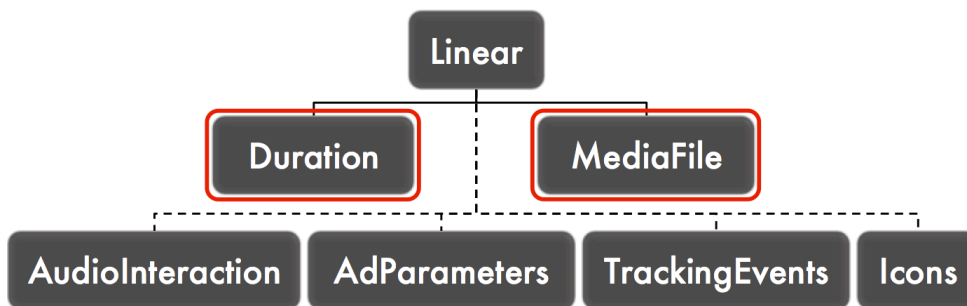 Linear
Duration
MediaFile
AudioInteraction
AdParameters
TrackingEvents
Icons